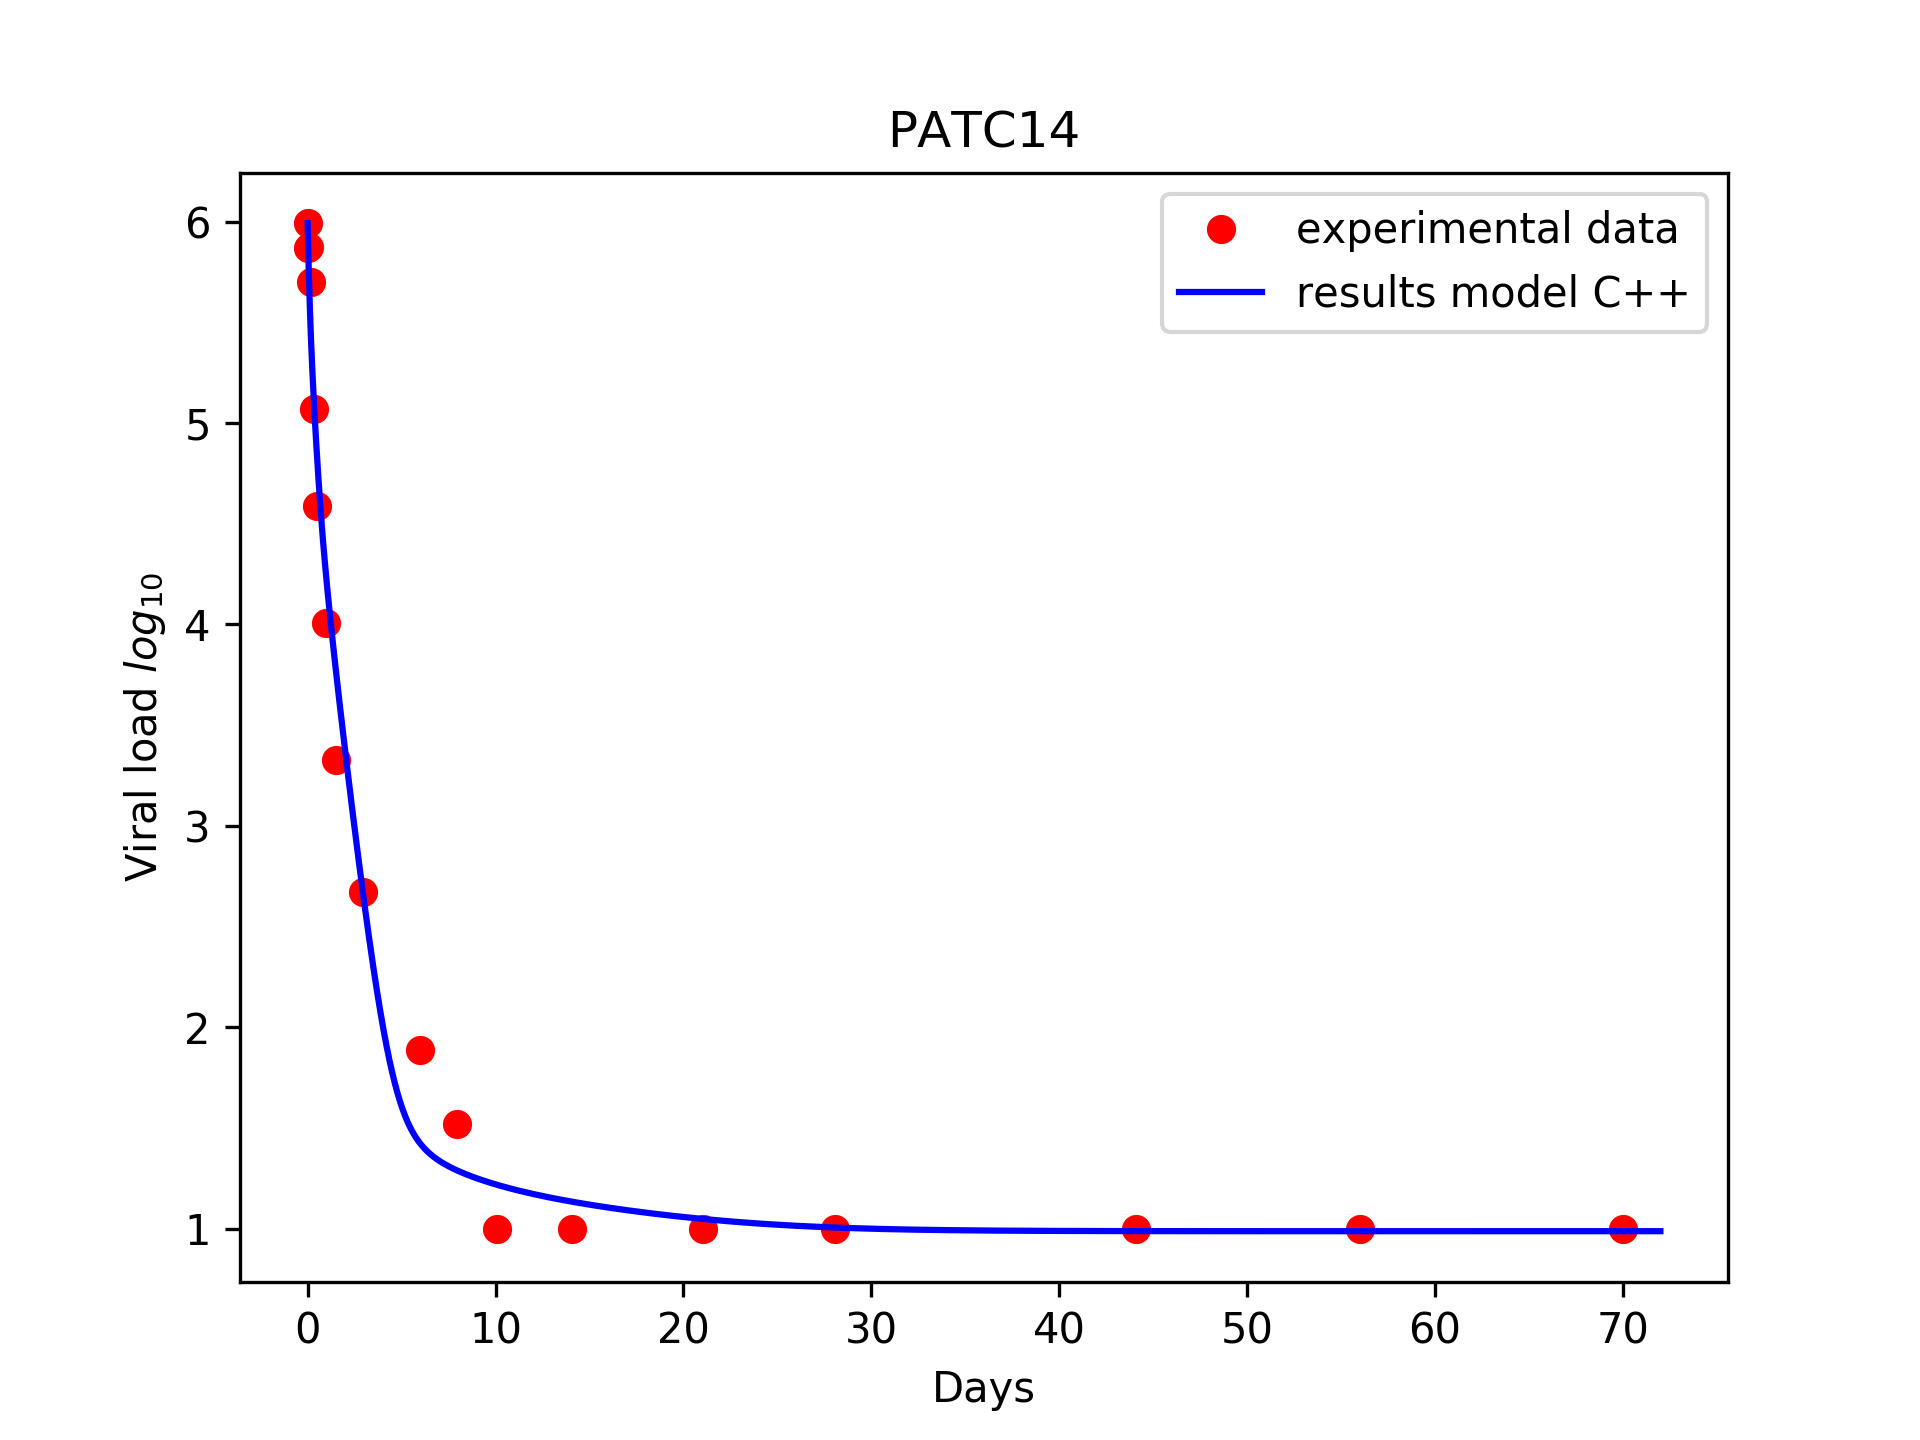 PATC14
experimental data
results model C++
6
5
4
3
2
1
Viral load log₁₀
0 10 20 30 40 50 60 70
Days